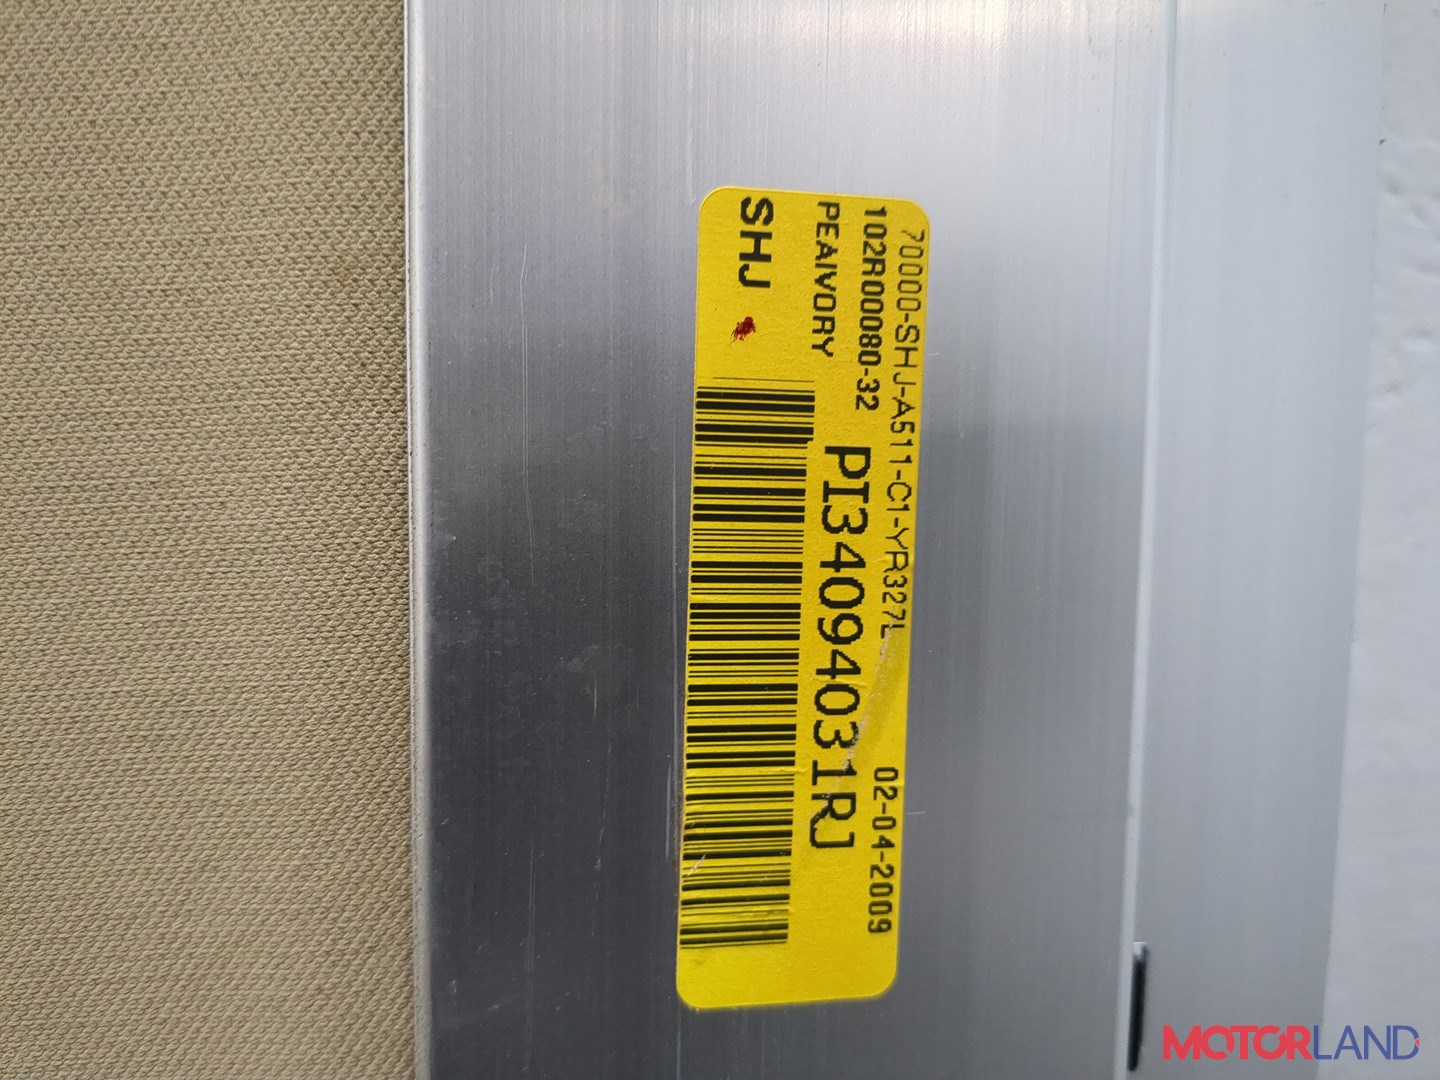 70000-SHJ-A511-C1-YR327L
02-04-2009
102R00080-32
PEAIVORY
PI34094031RJ
SHJ
MOTORLAND